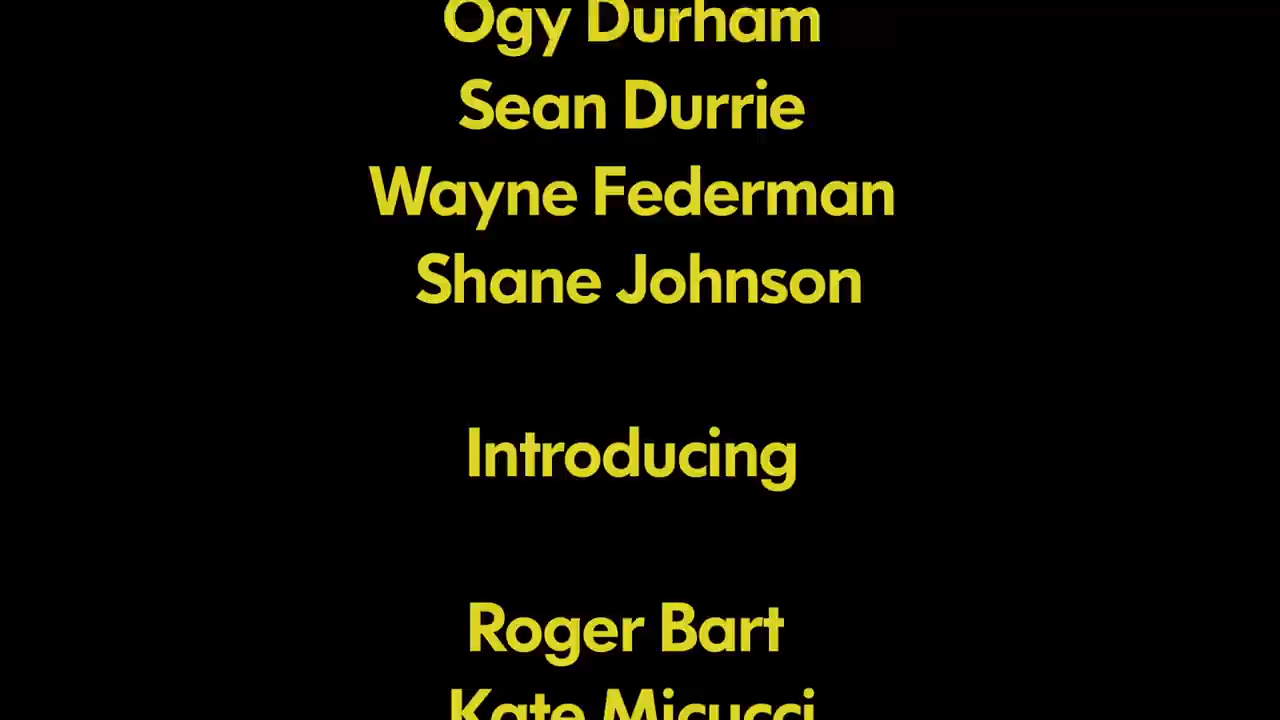 Ogy Durham
Sean Durrie
Wayne Federman
Shane Johnson
Introducing
Roger Bart
Kate Micucci